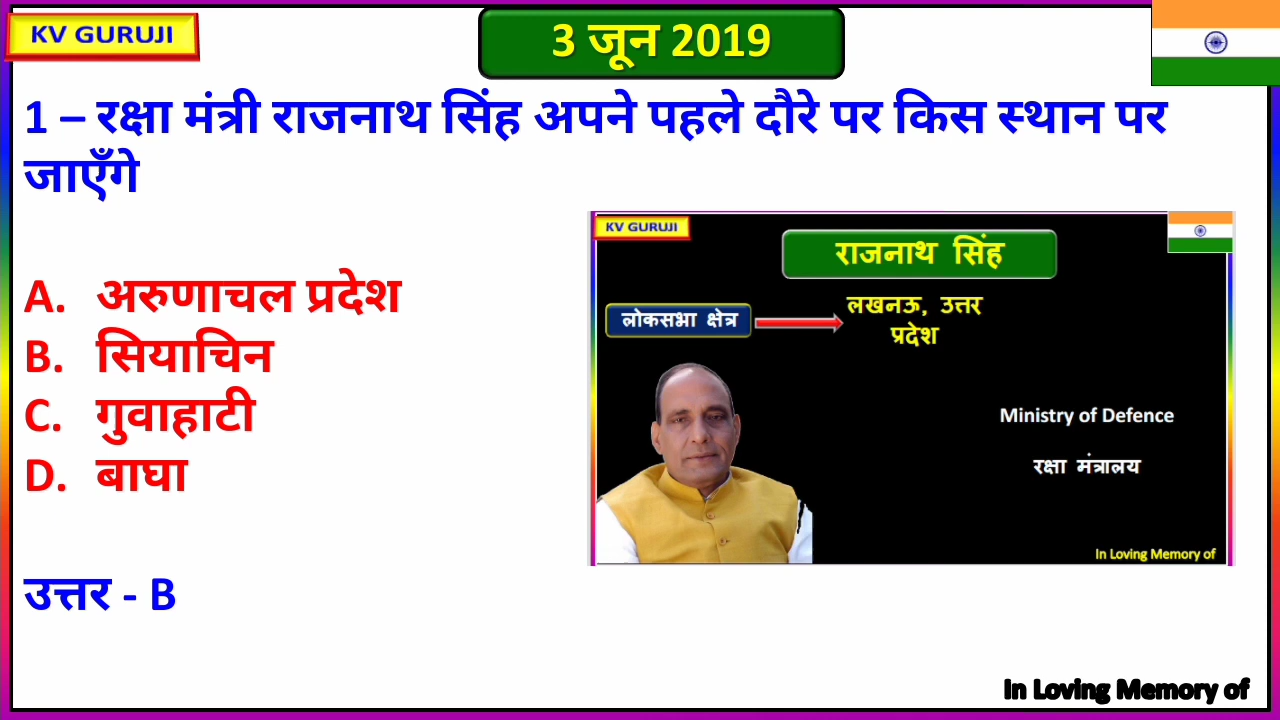 KV GURUJI
3 जून 2019
1 – रक्षा मंत्री राजनाथ सिंह अपने पहले दौरे पर किस स्थान पर
जाएँगे
A. अरुणाचल प्रदेश
B. सियाचिन
C. गुवाहाटी
D. बाघा
उत्तर - B
KV GURUJI
राजनाथ सिंह
लोकसभा क्षेत्र
लखनऊ, उत्तर
प्रदेश
Ministry of Defence
रक्षा मंत्रालय
In Loving Memory of
In Loving Memory of